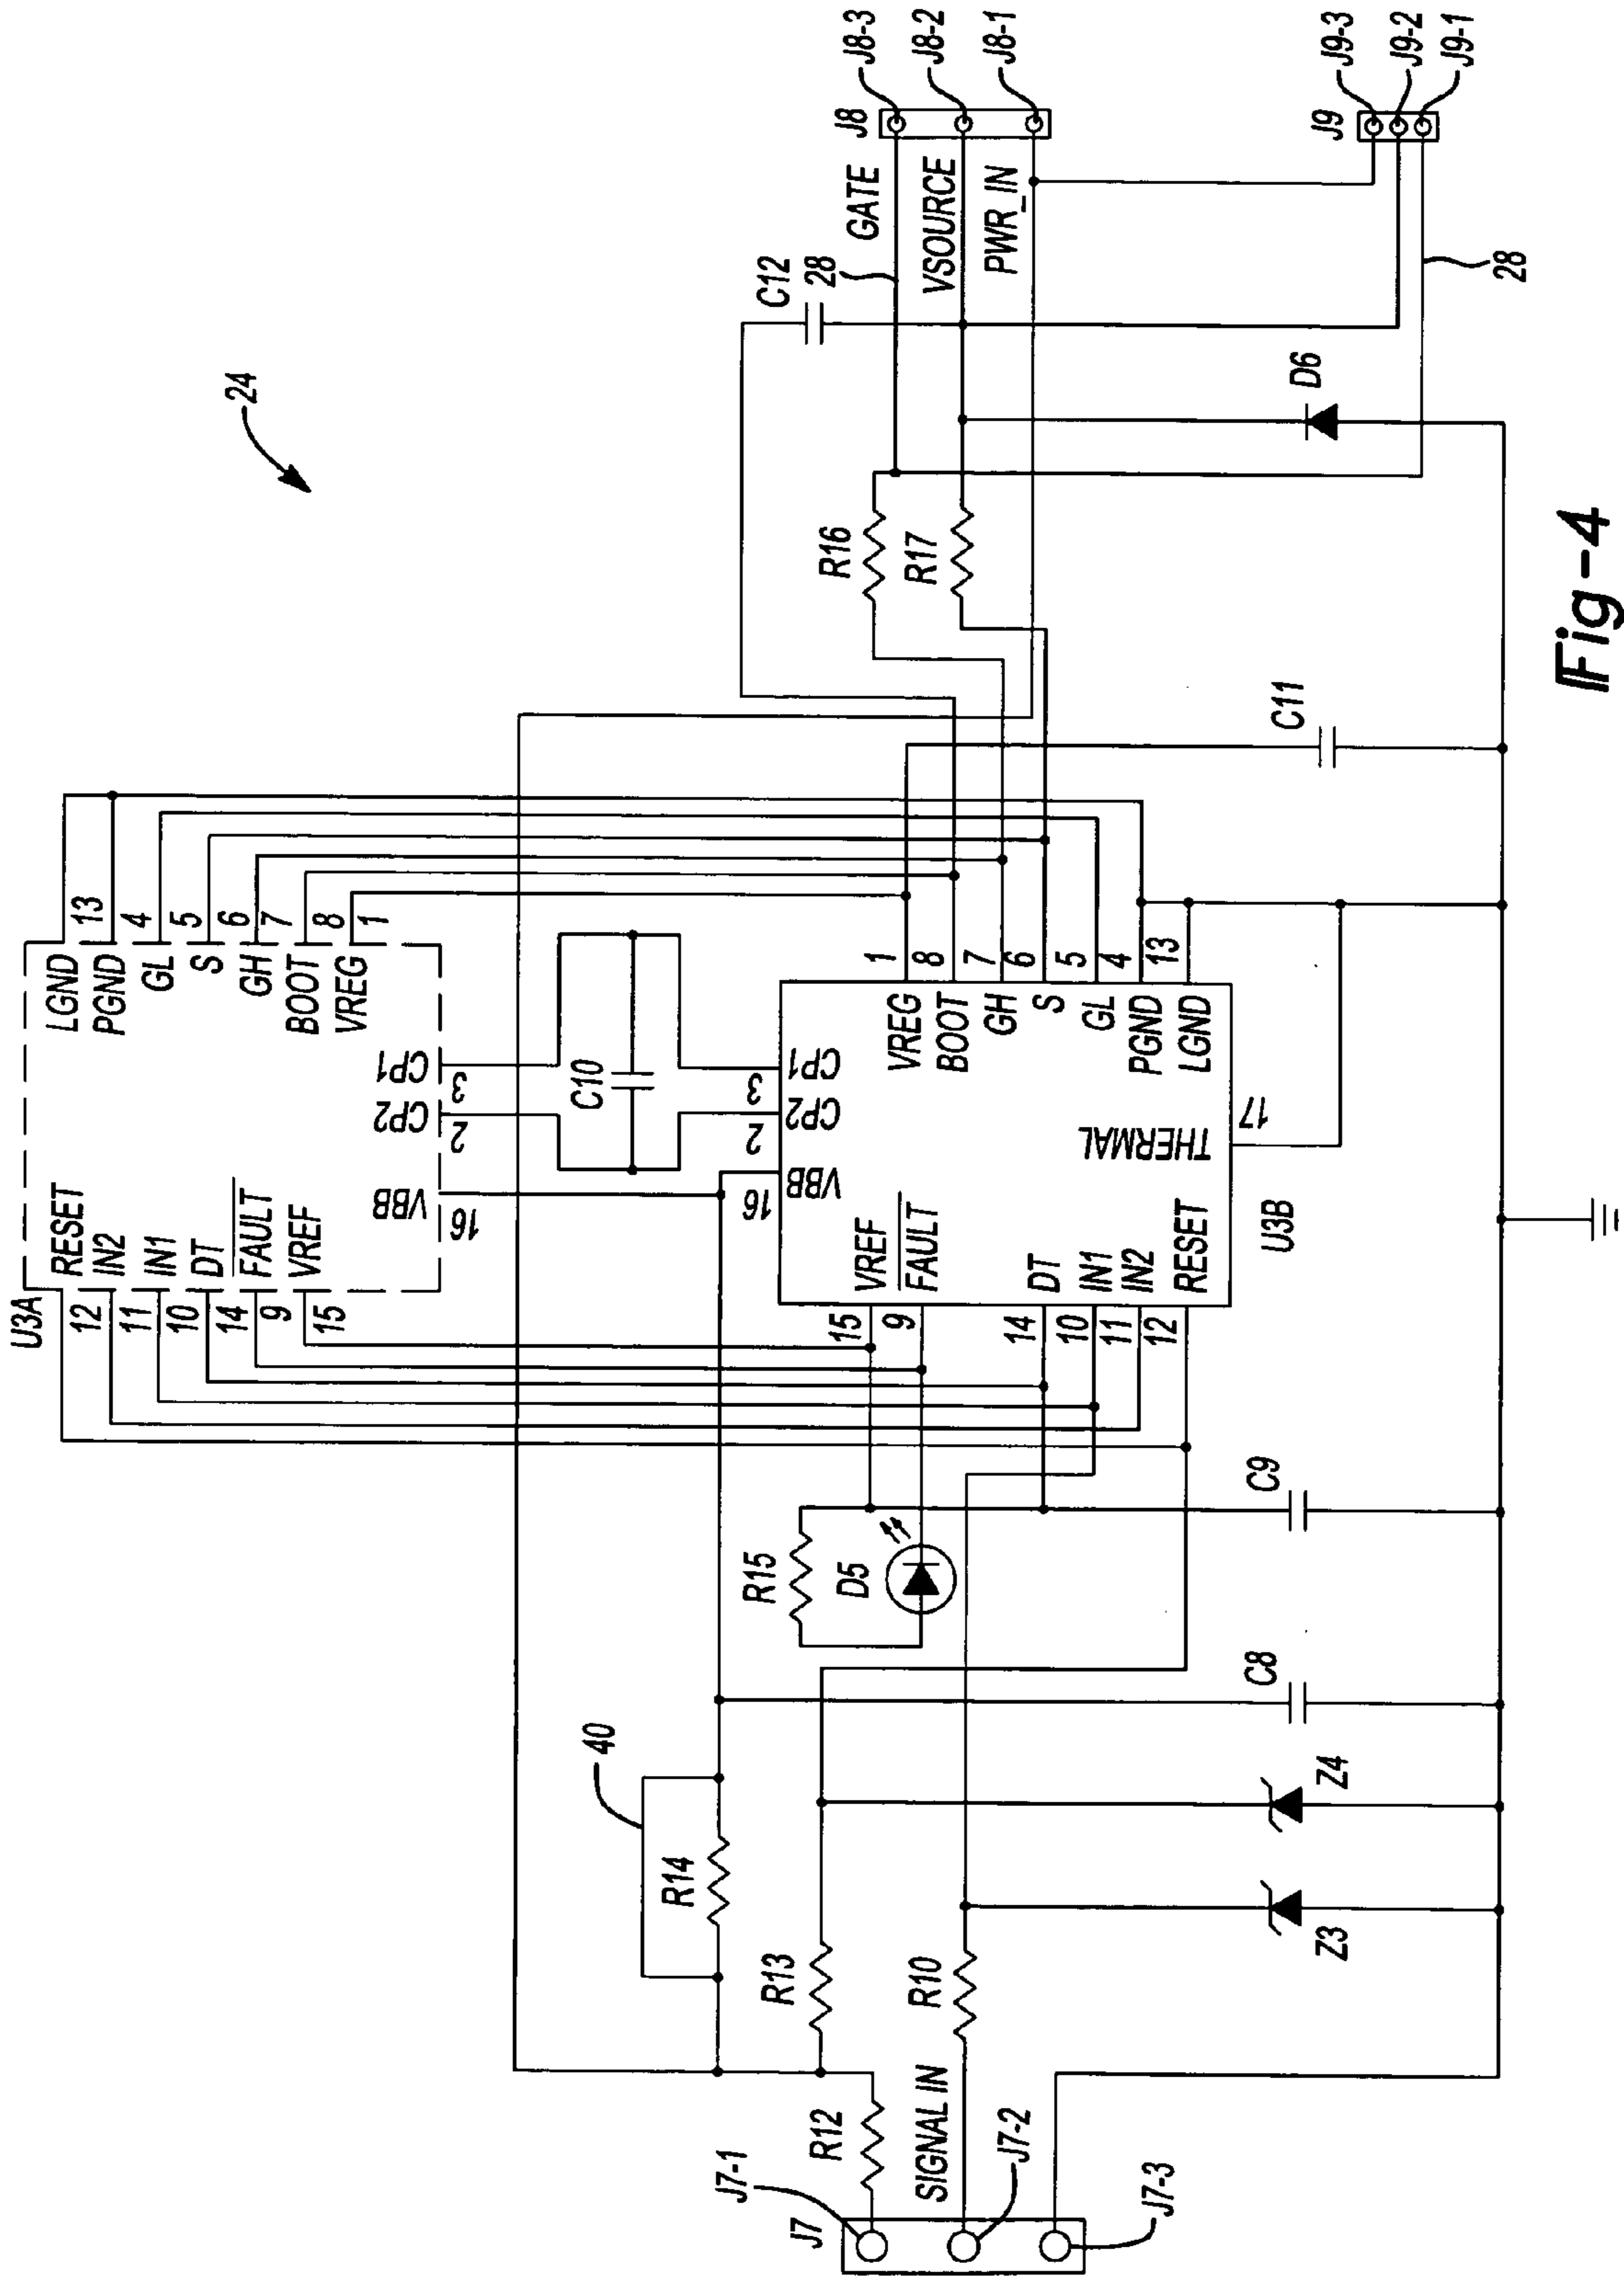 24
U3A
RESET
12
LGND
13
IN2
11
PGND
4
IN1
10
GL
5
DT
14
S
6
FAULT
9
GH
7
VREF
15
BOOT
8
VREG
1
VBB
16
CP2
2
CP1
3
C10
40
R14
VBB
16
CP2
2
CP1
3
J7
J7-1
R12
R13
R15
D5
SIGNAL IN
J7-2
R10
J7-3
15
VREF
9
FAULT
14
DT
10
IN1
11
IN2
12
RESET
VREG
1
BOOT
8
GH
7
S
6
GL
5
PGND
4
LGND
13
THERMAL
17
U3B
C12
28
R16
R17
GATE
VSOURCE
PWR_IN
J8
J8-3
J8-2
J8-1
Z3
Z4
C8
C9
C11
D6
J9
J9-3
J9-2
J9-1
28
Fig-4